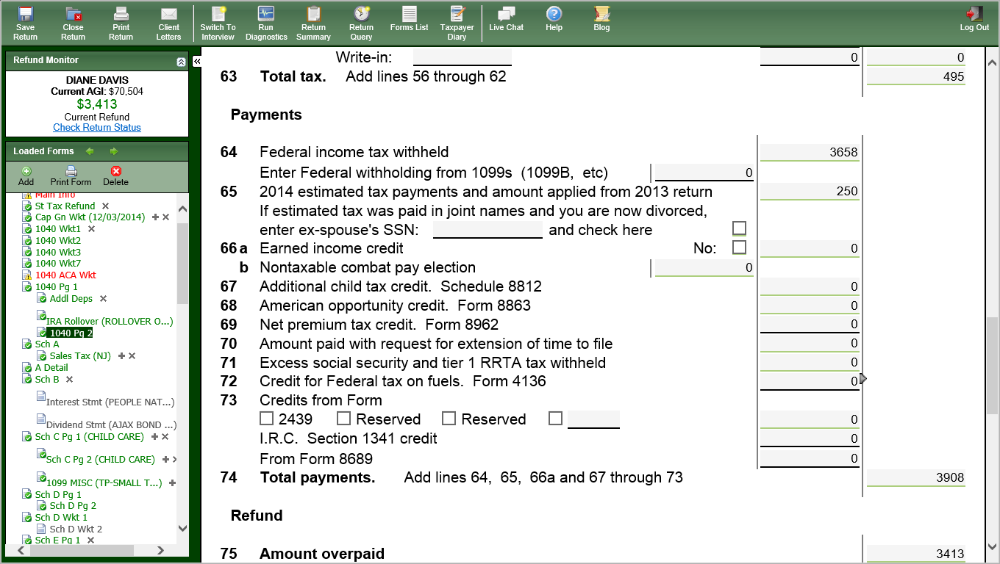 Save Return
Close Return
Print Return
Client Letters
Switch To Interview
Run Diagnostics
Return Summary
Return Query
Forms List
Taxpayer Diary
Live Chat
Help
Blog
Log Out
Refund Monitor
DIANE DAVIS
Current AGI: $70,504
$3,413
Current Refund
Check Return Status
Loaded Forms
Add
Print Form
Delete
Main Info
St Tax Refund
Cap Gn Wkt (12/03/2014)
1040 Wkt1
1040 Wkt2
1040 Wkt3
1040 Wkt7
1040 ACA Wkt
1040 Pg 1
Addl Deps
IRA Rollover (ROLLOVER O...)
1040 Pg 2
Sch A
Sales Tax (NJ)
A Detail
Sch B
Interest Stmt (PEOPLE NAT...)
Dividend Stmt (AJAX BOND ...)
Sch C Pg 1 (CHILD CARE)
Sch C Pg 2 (CHILD CARE)
1099 MISC (TP-SMALL T...)
Sch D Pg 1
Sch D Pg 2
Sch D Wkt 1
Sch D Wkt 2
Sch E Pg 1
Write-in: 0 0
63 Total tax. Add lines 56 through 62 495
Payments
64 Federal income tax withheld 3658
Enter Federal withholding from 1099s (1099B, etc) 0
65 2014 estimated tax payments and amount applied from 2013 return 250
If estimated tax was paid in joint names and you are now divorced,
enter ex-spouse's SSN: and check here
66 a Earned income credit No: 0
b Nontaxable combat pay election 0
67 Additional child tax credit. Schedule 8812 0
68 American opportunity credit. Form 8863 0
69 Net premium tax credit. Form 8962 0
70 Amount paid with request for extension of time to file 0
71 Excess social security and tier 1 RRTA tax withheld 0
72 Credit for Federal tax on fuels. Form 4136 0
73 Credits from Form
2439 Reserved Reserved 0
I.R.C. Section 1341 credit 0
From Form 8689 0
74 Total payments. Add lines 64, 65, 66a and 67 through 73 3908
Refund
75 Amount overpaid 3413